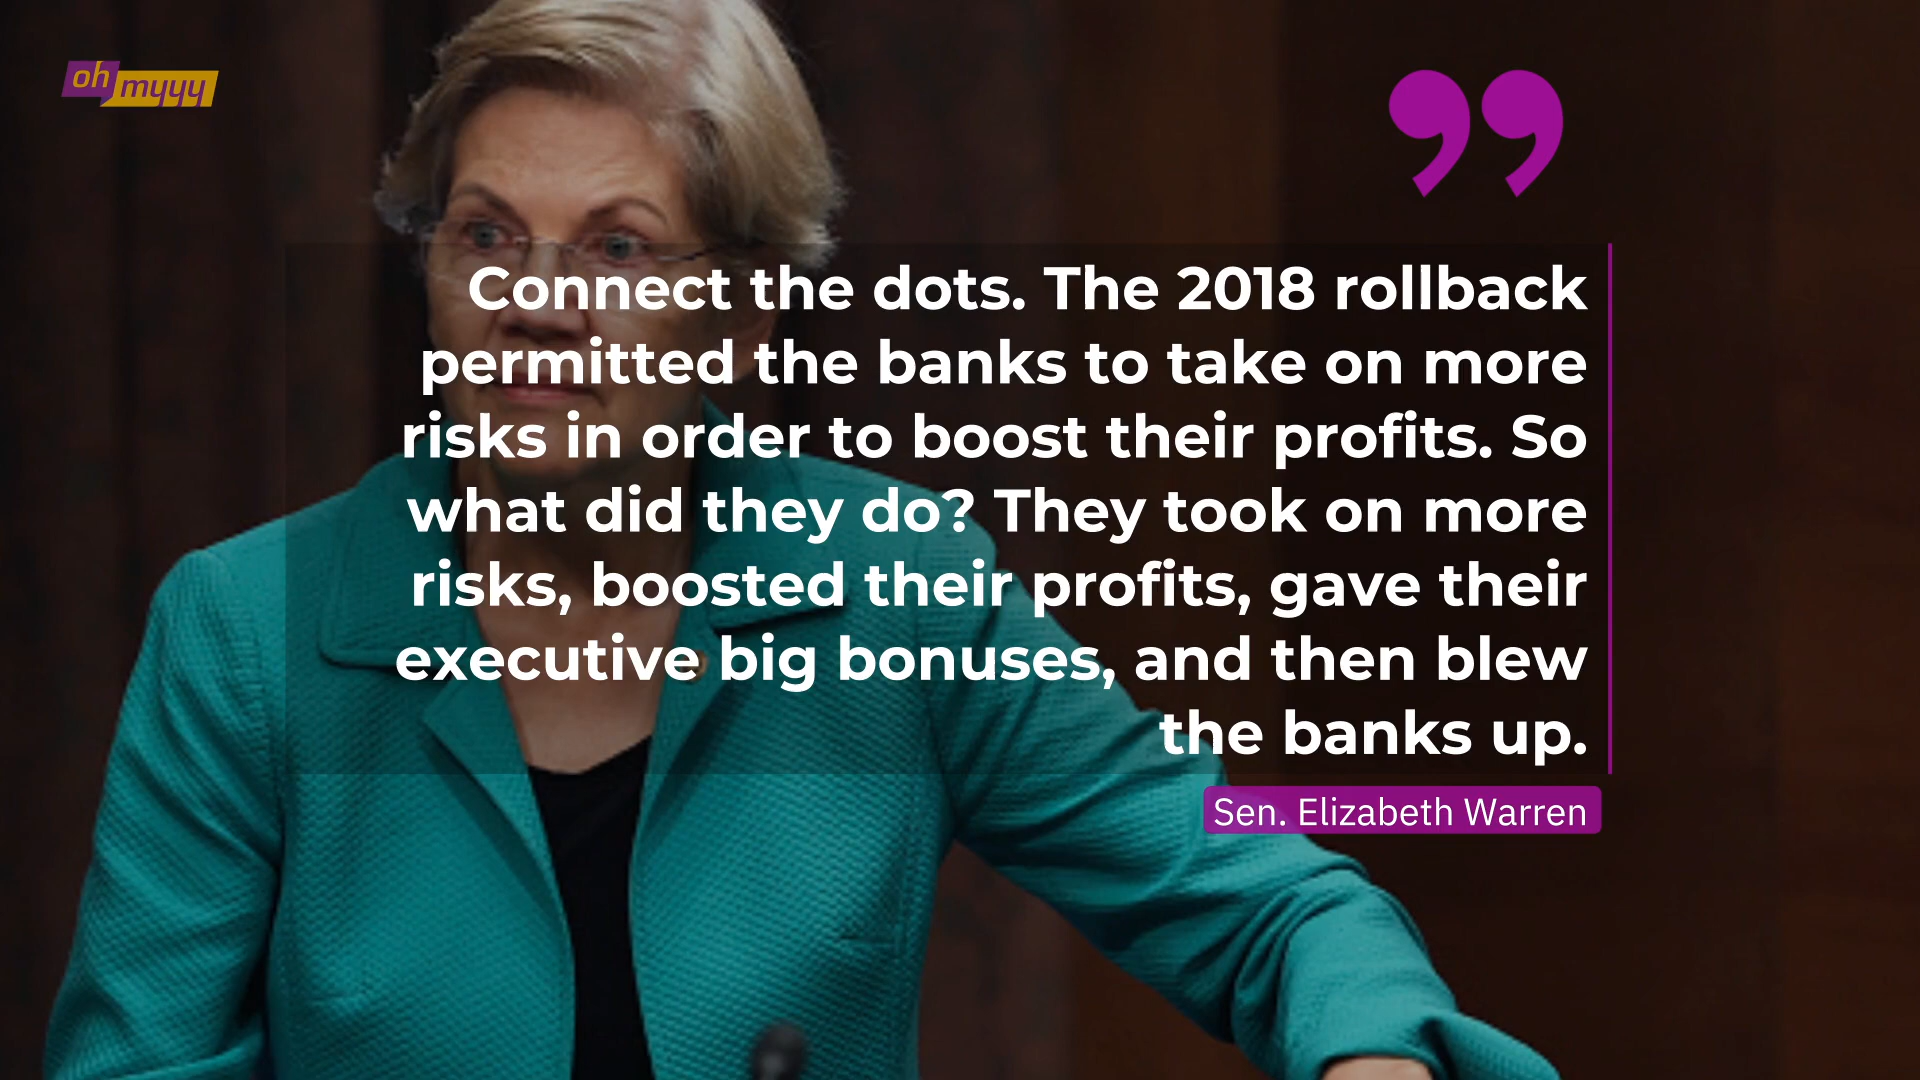 oh
myyy
Connect the dots. The 2018 rollback
permitted the banks to take on more
risks in order to boost their profits. So
what did they do? They took on more
risks, boosted their profits, gave their
executive big bonuses, and then blew
the banks up.
Sen. Elizabeth Warren